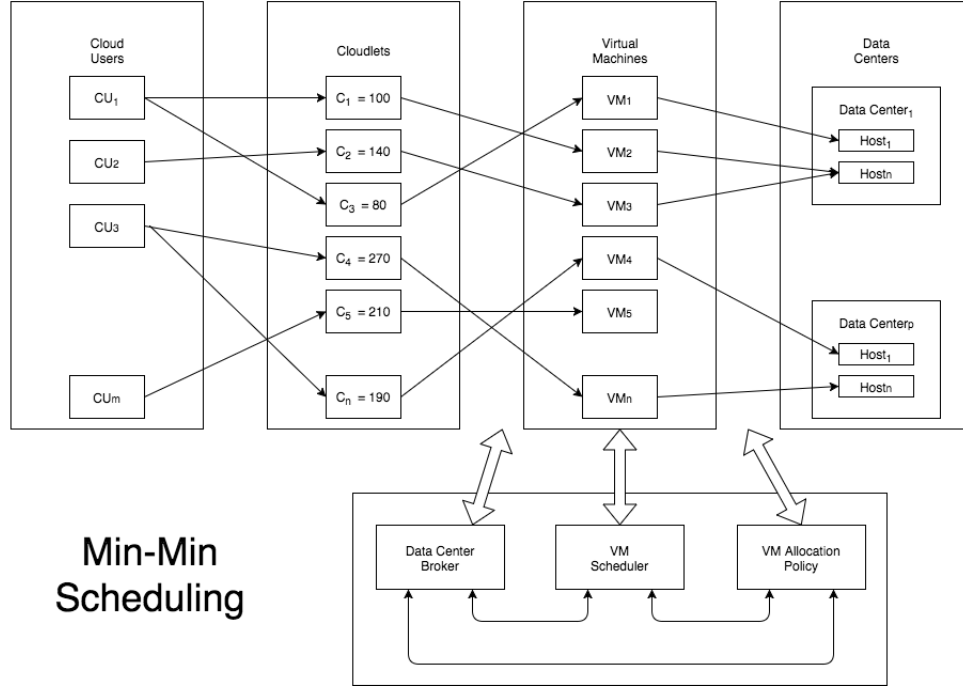 Cloud
Users
CU1
CU2
CU3
CUm
Cloudlets
C1 = 100
C2 = 140
C3 = 80
C4 = 270
C5 = 210
Cn = 190
Virtual
Machines
VM1
VM2
VM3
VM4
VM5
VMn
Data
Centers
Data Center1
Host1
Hostn
Data Centerp
Host1
Hostn
Min-Min
Scheduling
Data Center
Broker
VM
Scheduler
VM Allocation
Policy